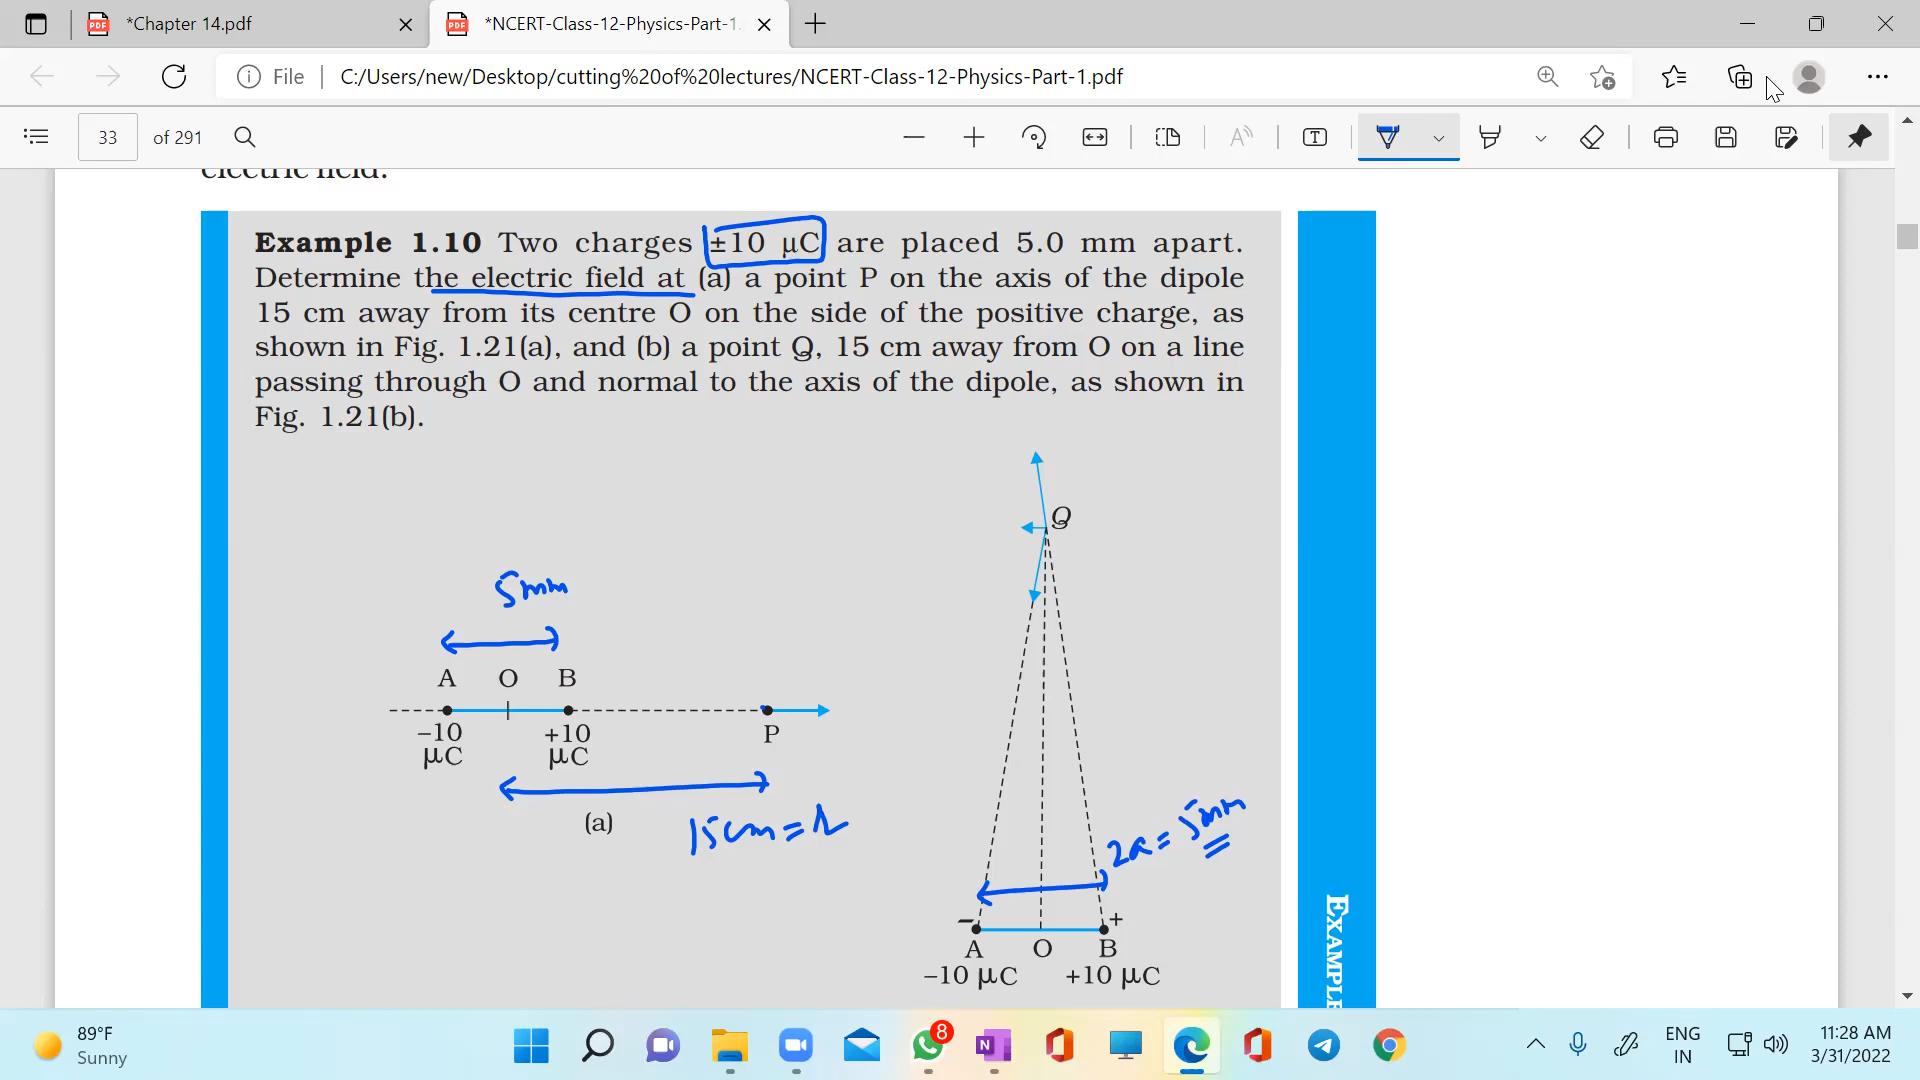 *Chapter 14.pdf
*NCERT-Class-12-Physics-Part-1.
File
C:/Users/new/Desktop/cutting%20of%20lectures/NCERT-Class-12-Physics-Part-1.pdf
33
of 291
electric field.
Example 1.10 Two charges ±10 μC are placed 5.0 mm apart.
Determine the electric field at (a) a point P on the axis of the dipole
15 cm away from its centre O on the side of the positive charge, as
shown in Fig. 1.21(a), and (b) a point Q, 15 cm away from O on a line
passing through O and normal to the axis of the dipole, as shown in
Fig. 1.21(b).
Q
5mm
A O B
–10 μC
+10 μC
P
(a)
15cm = r
2a = 5mm
– +
A O B
–10 μC +10 μC
EXAMPLE
89°F
Sunny
8
ENG
IN
11:28 AM
3/31/2022